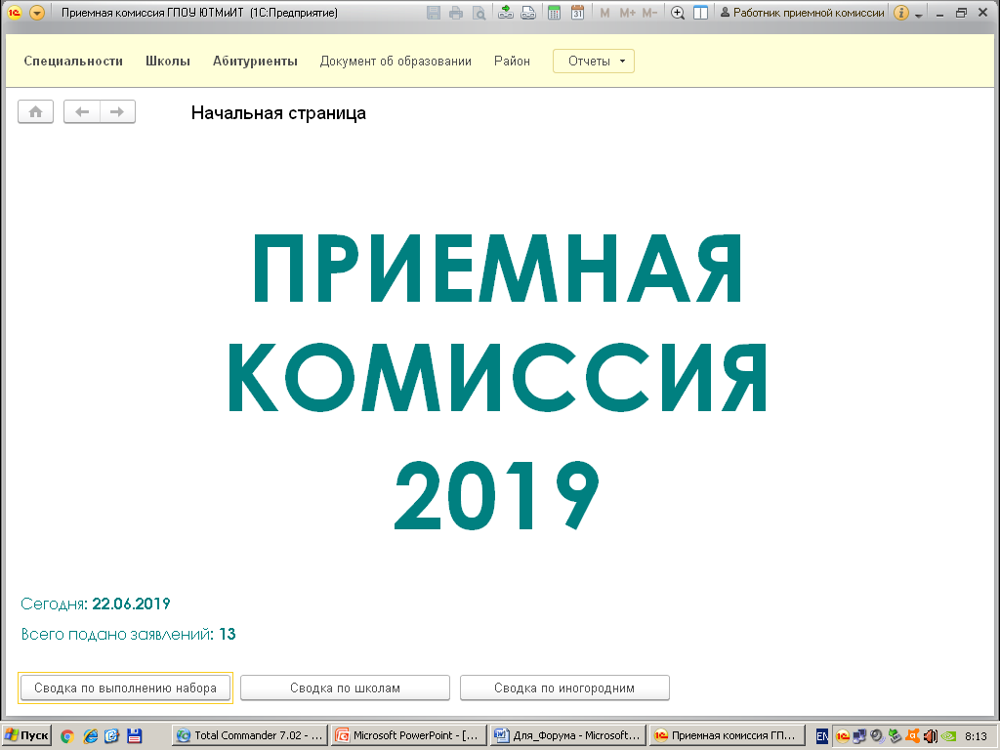 Приемная комиссия ГПОУ ЮТМиИТ (1С:Предприятие)
M M+ M-
Работник приемной комиссии
Специальности Школы Абитуриенты Документ об образовании Район Отчеты
Начальная страница
ПРИЕМНАЯ
КОМИССИЯ
2019
Сегодня: 22.06.2019
Всего подано заявлений: 13
Сводка по выполнению набора Сводка по школам Сводка по иногородним
Пуск Total Commander 7.02 - ... Microsoft PowerPoint - [... Для_Форума - Microsoft... Приемная комиссия ГП... EN 8:13